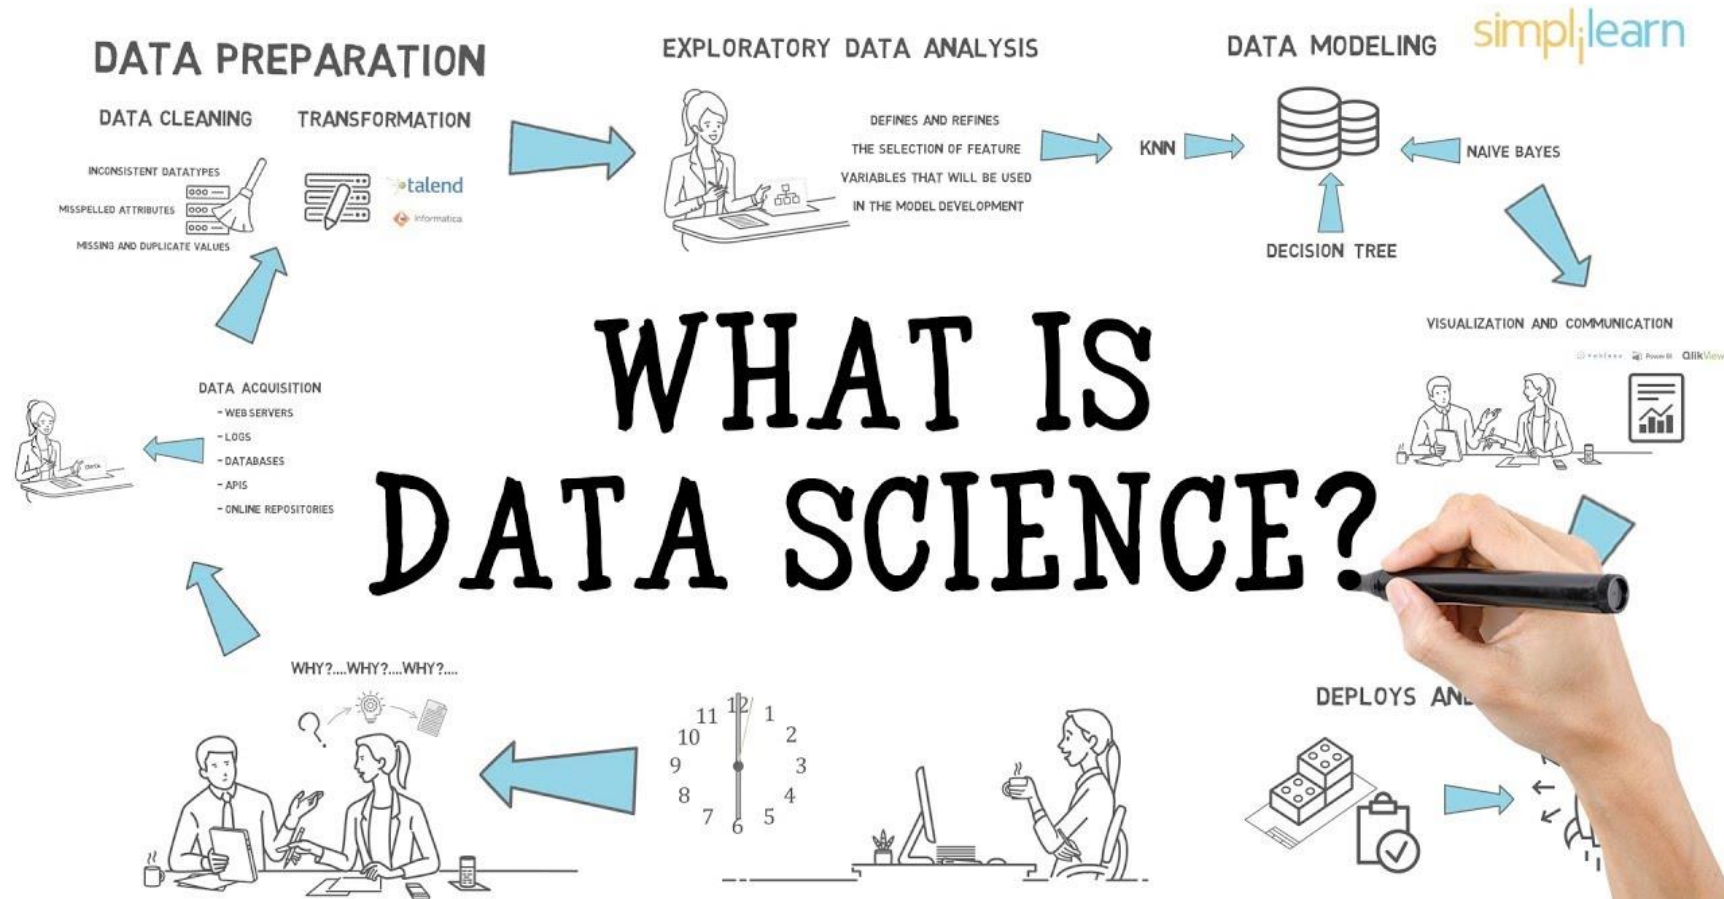 simplilearn
DATA PREPARATION
DATA CLEANING
INCONSISTENT DATATYPES
MISSPELLED ATTRIBUTES
MISSING AND DUPLICATE VALUES
TRANSFORMATION
talend
Informatica
EXPLORATORY DATA ANALYSIS
DEFINES AND REFINES
THE SELECTION OF FEATURE
VARIABLES THAT WILL BE USED
IN THE MODEL DEVELOPMENT
DATA MODELING
KNN
NAIVE BAYES
DECISION TREE
VISUALIZATION AND COMMUNICATION
tableau
Power BI
QlikView
WHAT IS
DATA SCIENCE?
DATA ACQUISITION
- WEB SERVERS
- LOGS
- DATABASES
- APIS
- ONLINE REPOSITORIES
DATA
WHY?....WHY?....WHY?....
?
12
1
2
3
4
5
6
7
8
9
10
11
DEPLOYS AN